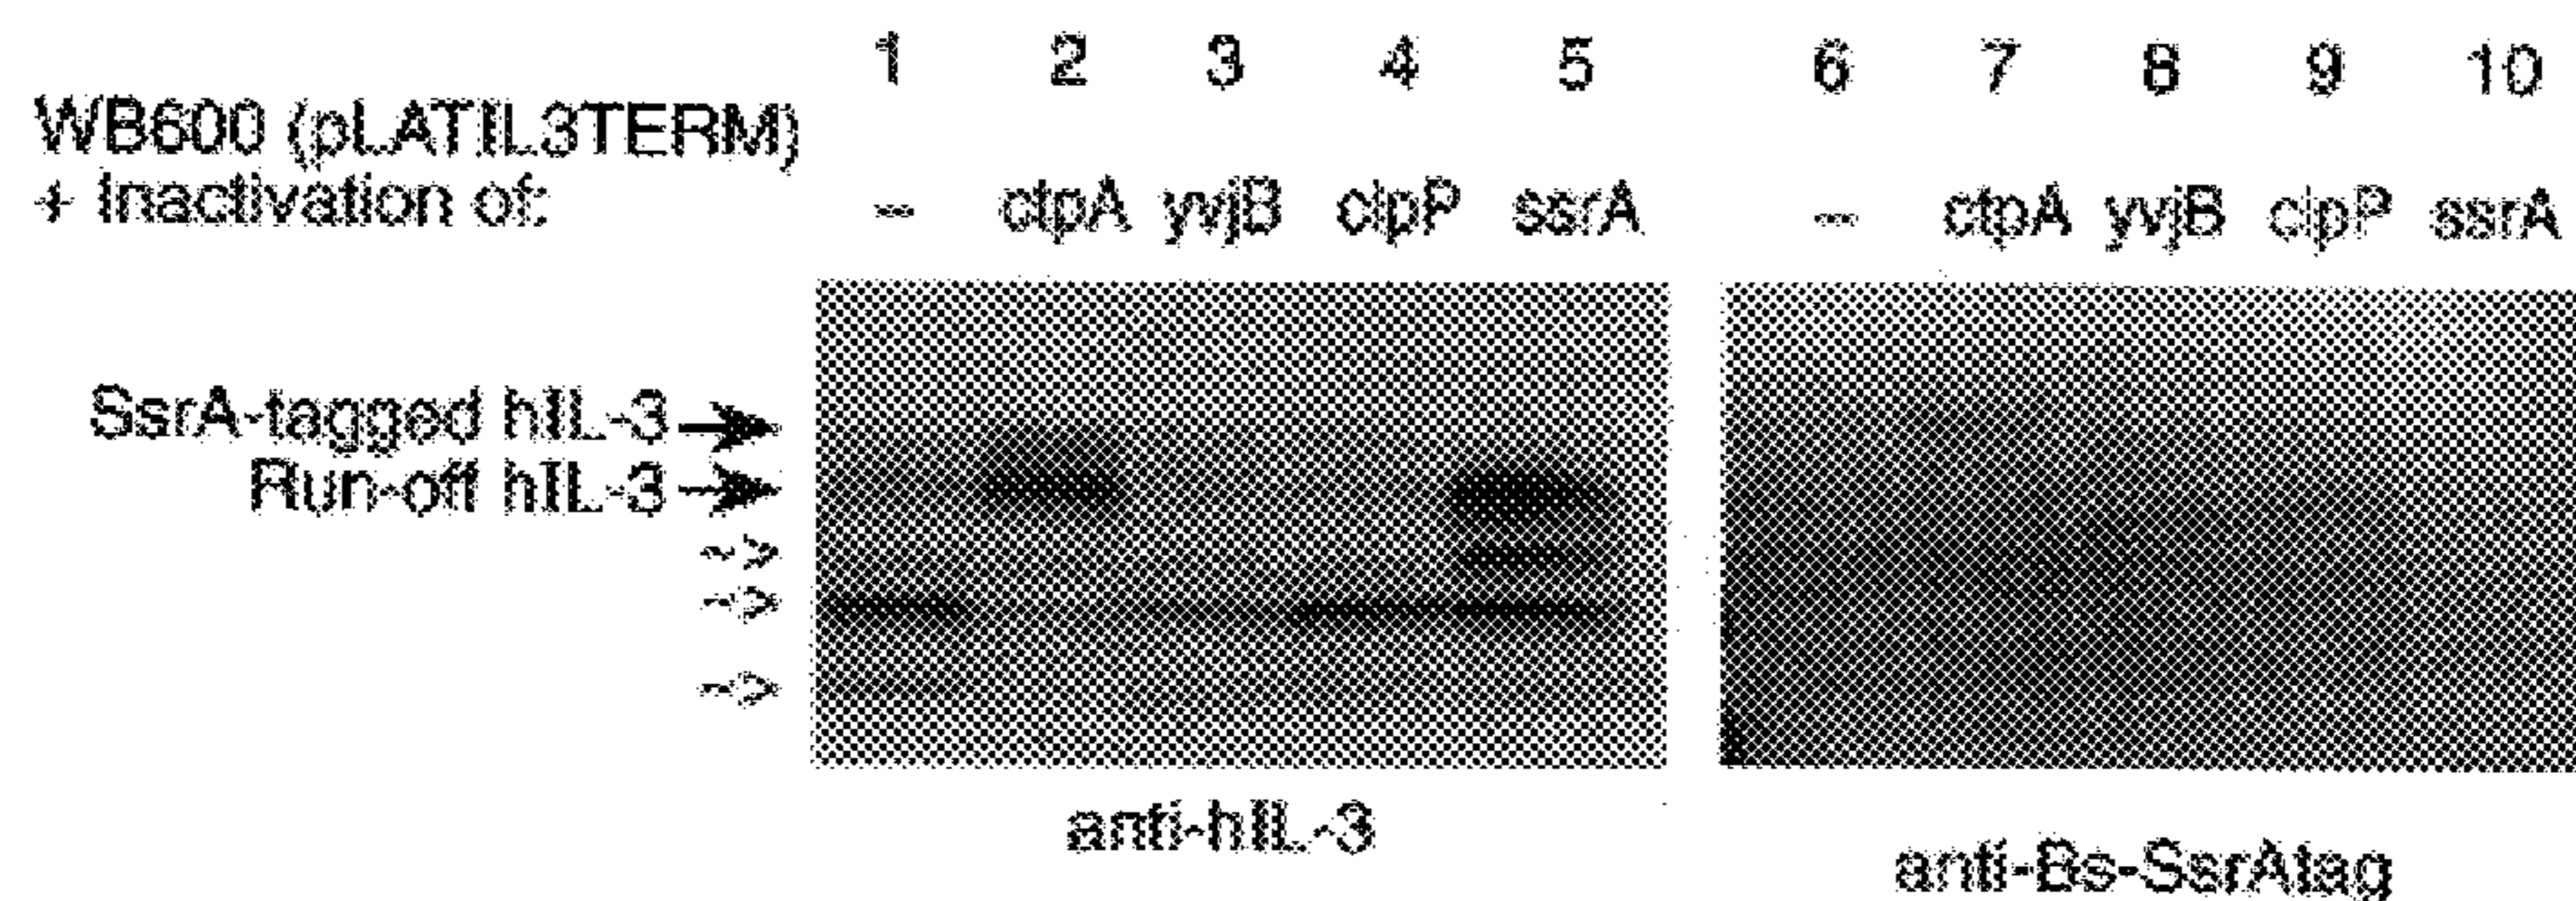 1 2 3 4 5 6 7 8 9 10
WB600 (pLATIL3TERM)
+ Inactivation of: -- ctpA yvjB clpP ssrA -- ctpA yvjB clpP ssrA
SsrA-tagged hIL-3
Run-off hIL-3
~>
~>
~>
anti-hIL-3
anti-Bs-SsrAtag